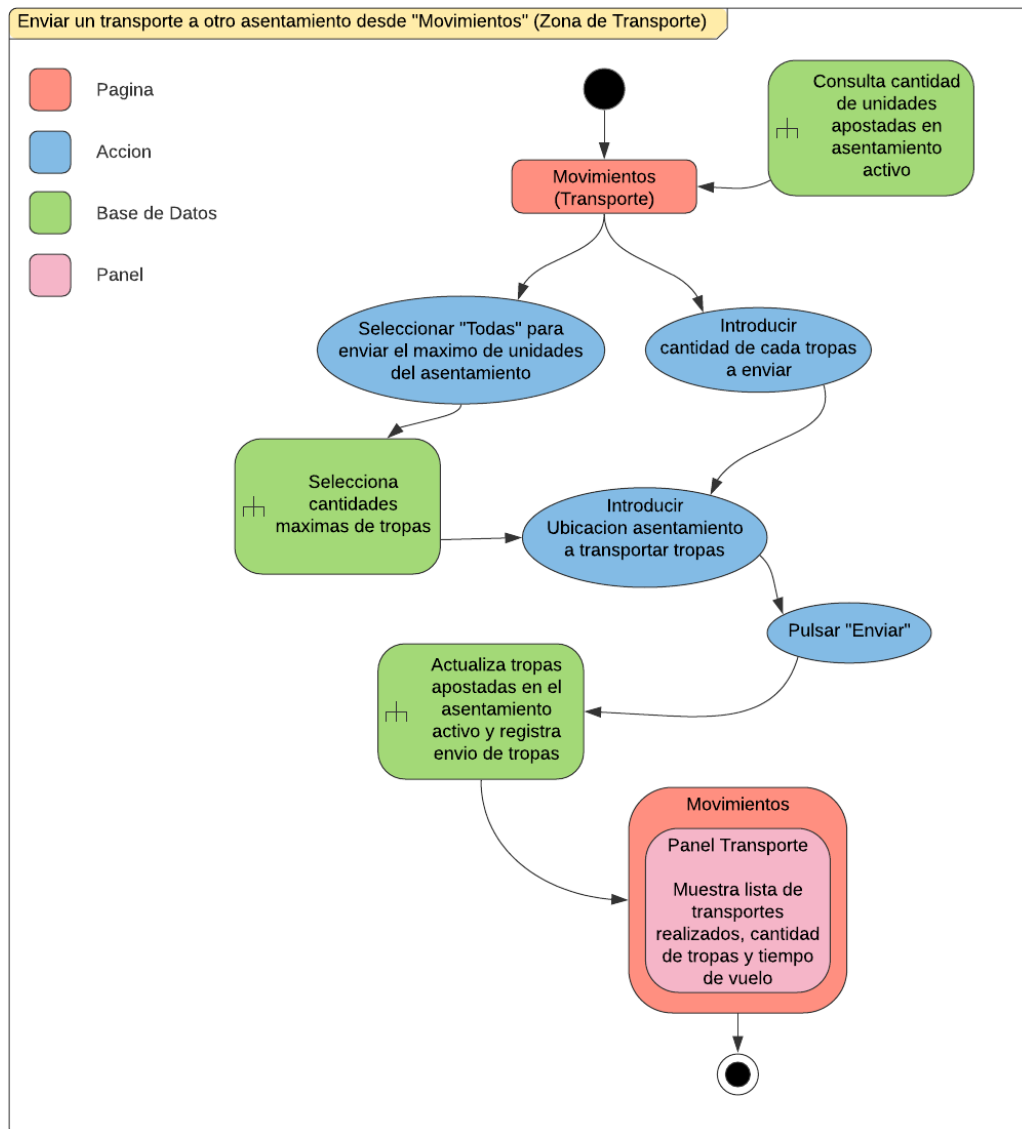 Enviar un transporte a otro asentamiento desde "Movimientos" (Zona de Transporte)
Pagina
Accion
Base de Datos
Panel
Consulta cantidad
de unidades
apostadas en
asentamiento
activo
Movimientos
(Transporte)
Seleccionar "Todas" para
enviar el maximo de unidades
del asentamiento
Introducir
cantidad de cada tropas
a enviar
Selecciona
cantidades
maximas de tropas
Introducir
Ubicacion asentamiento
a transportar tropas
Pulsar "Enviar"
Actualiza tropas
apostadas en el
asentamiento
activo y registra
envio de tropas
Movimientos
Panel Transporte
Muestra lista de
transportes
realizados, cantidad
de tropas y tiempo
de vuelo